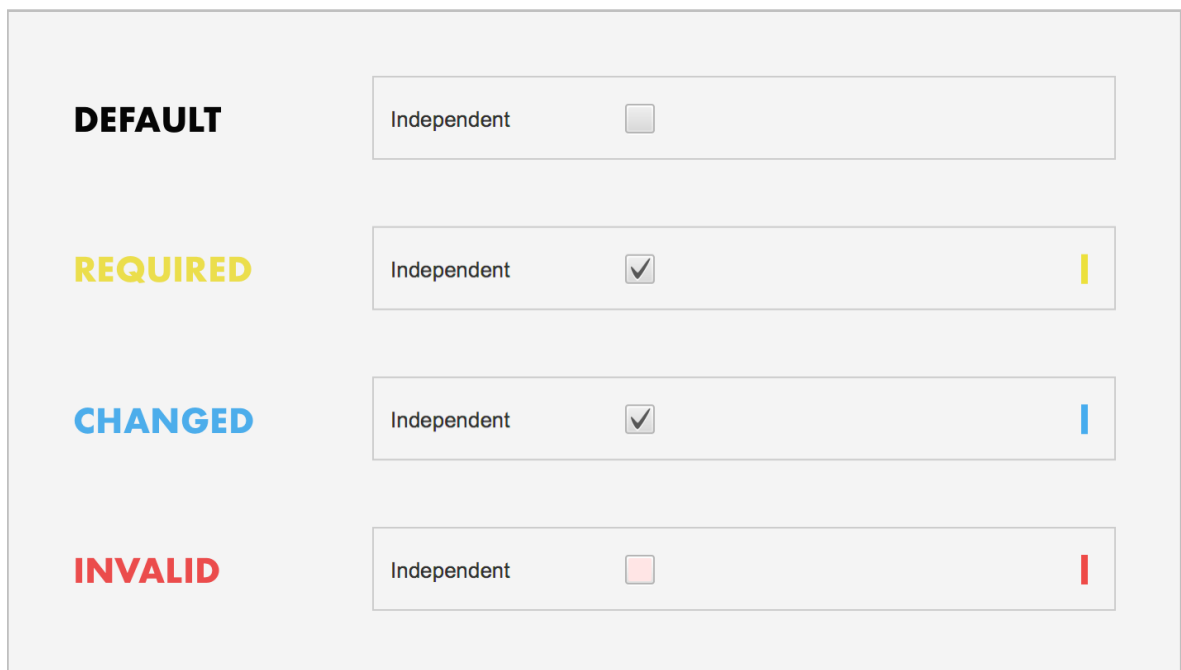 DEFAULT Independent
REQUIRED Independent
CHANGED Independent
INVALID Independent